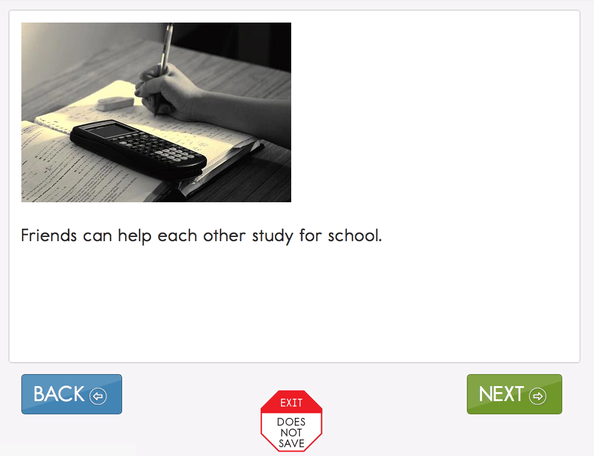 Friends can help each other study for school.
BACK
NEXT
EXIT
DOES
NOT
SAVE